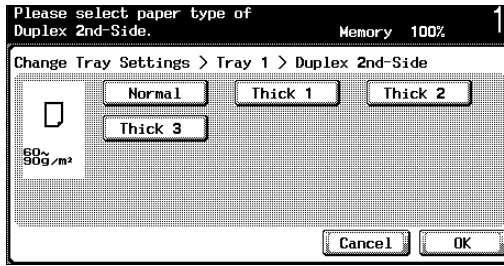 Please select paper type of
Duplex 2nd-Side.
Memory 100%
1
Change Tray Settings > Tray 1 > Duplex 2nd-Side
Normal
Thick 1
Thick 2
Thick 3
60~
90g/m²
Cancel
OK